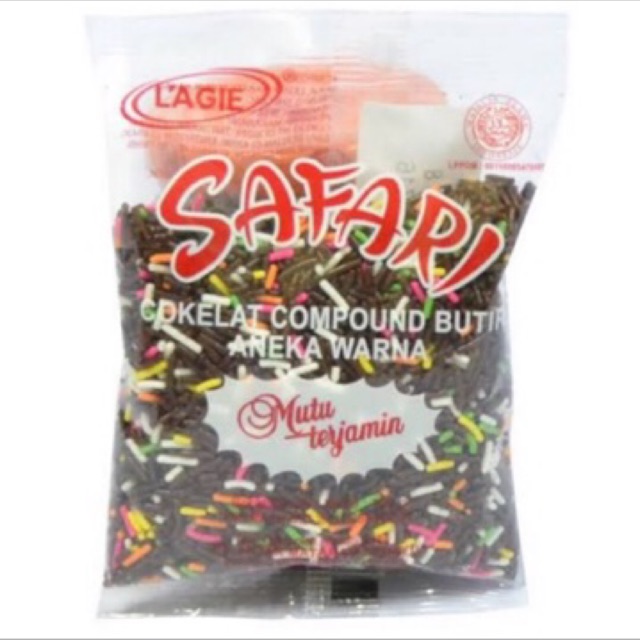 L'AGIE
SAFARI
COKELAT COMPOUND BUTIR
ANEKA WARNA
Mutu
terjamin